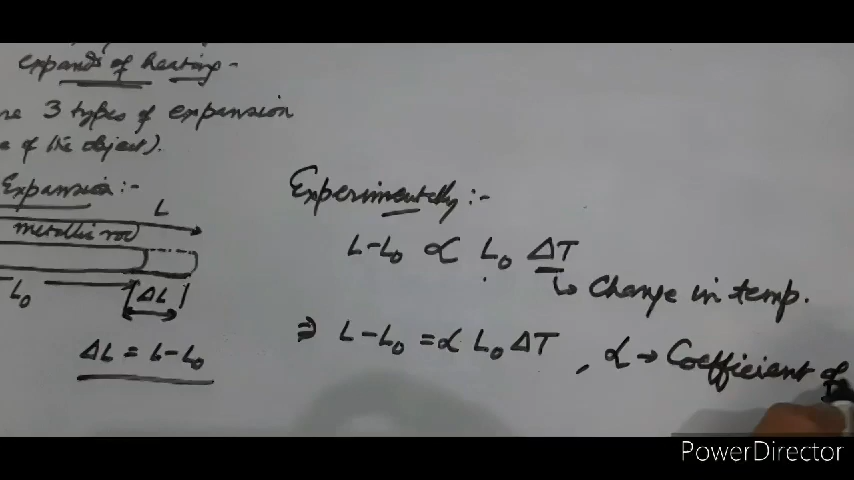 expands of heating -
3 types of expansion
of the object).
Expansion :-
L
metallic rod
L₀
ΔL
ΔL = L-L₀
Experimentally :-
L-L₀ ∝ L₀ ΔT
↳ Change in temp.
⇒ L-L₀ = α L₀ ΔT , α → Coefficient of
PowerDirector